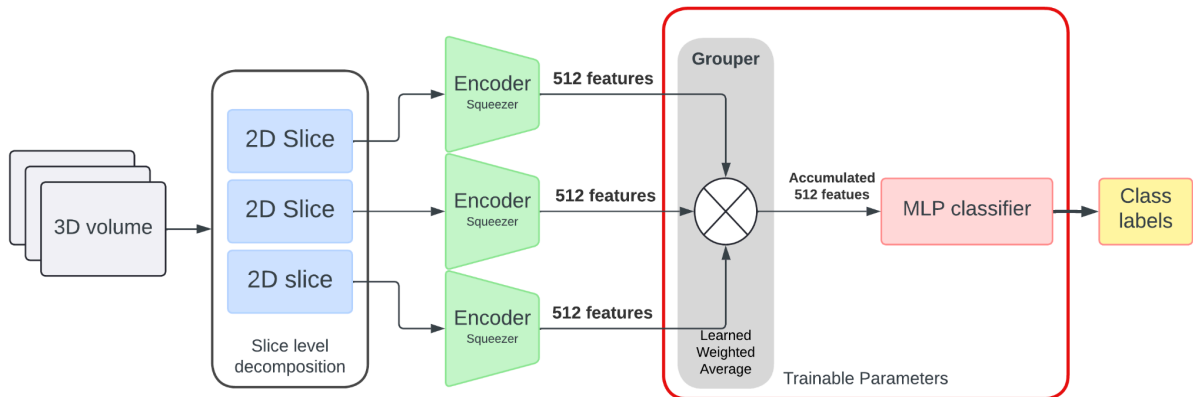 3D volume
2D Slice
2D Slice
2D slice
Slice level
decomposition
Encoder
Squeezer
Encoder
Squeezer
Encoder
Squeezer
512 features
512 features
512 features
Grouper
Learned
Weighted
Average
Accumulated
512 featues
MLP classifier
Trainable Parameters
Class
labels